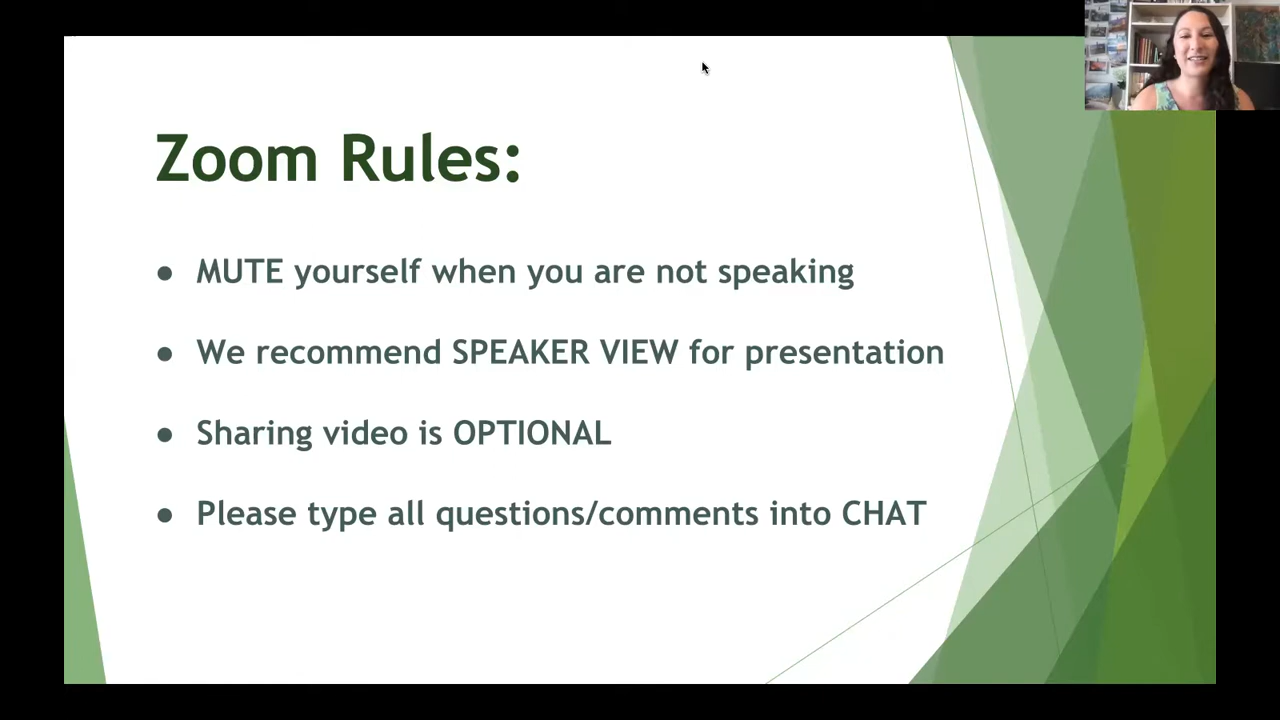 Zoom Rules:
● MUTE yourself when you are not speaking
● We recommend SPEAKER VIEW for presentation
● Sharing video is OPTIONAL
● Please type all questions/comments into CHAT